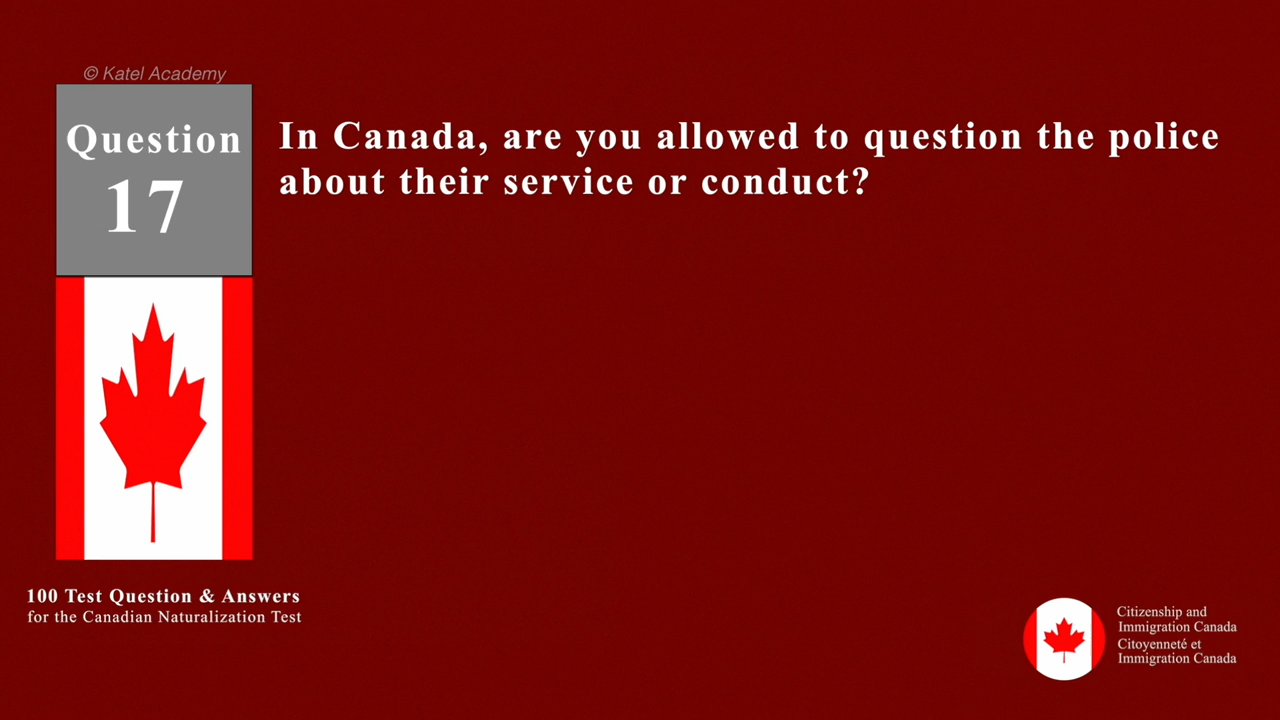 © Katel Academy
Question
17
In Canada, are you allowed to question the police
about their service or conduct?
100 Test Question & Answers
for the Canadian Naturalization Test
Citizenship and
Immigration Canada
Citoyenneté et
Immigration Canada